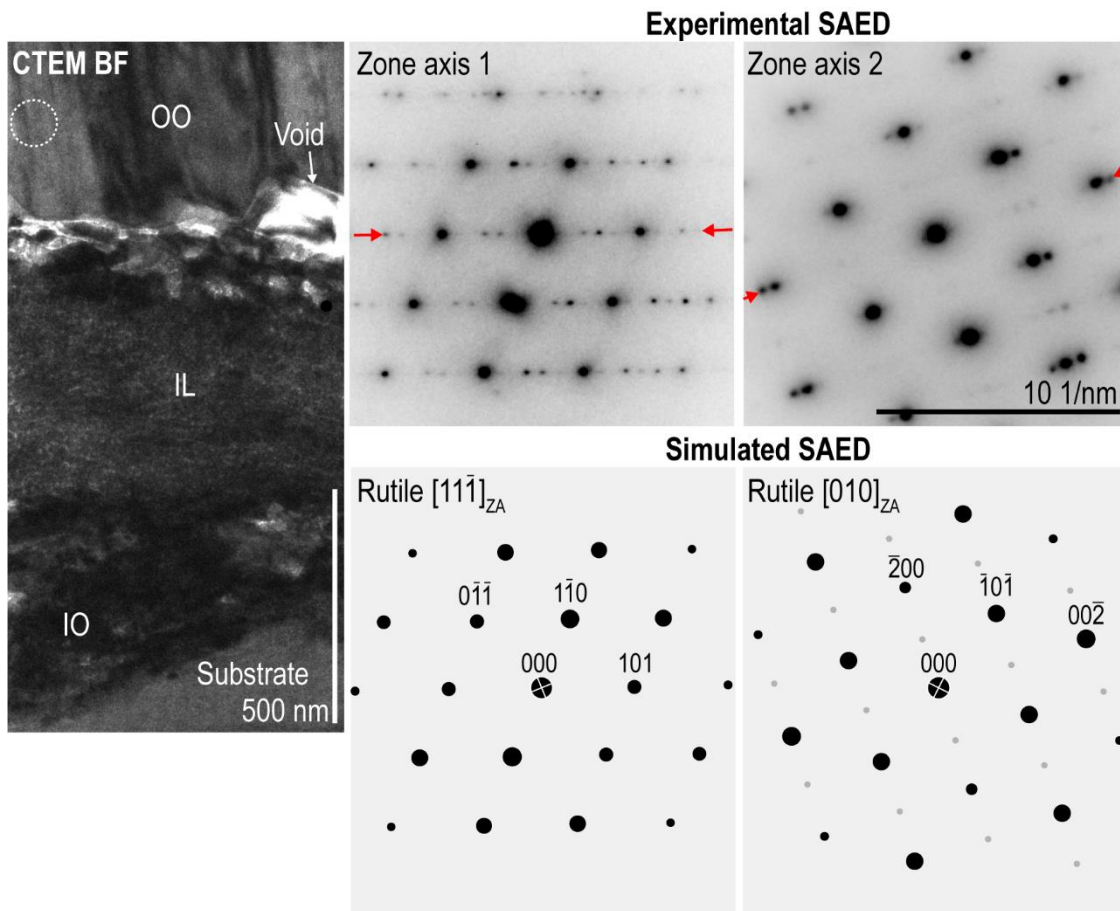 Experimental SAED
CTEM BF
OO
Void
IL
IO
Substrate
500 nm
Zone axis 1
Zone axis 2
10 1/nm
Simulated SAED
Rutile [111̅]ZA
01̅1̅
11̅0
000
101
Rutile [010]ZA
2̅00
1̅01̅
002̅
000